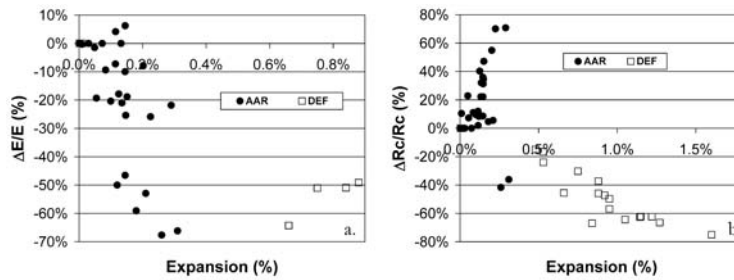 10%
0%
-10%
-20%
-30%
-40%
-50%
-60%
-70%
0.0% 0.2% 0.4% 0.6% 0.8%
AAR DEF
a.
ΔE/E (%)
Expansion (%)
80%
60%
40%
20%
0%
-20%
-40%
-60%
-80%
0.0% 0.5% 1.0% 1.5%
AAR DEF
b
ΔRc/Rc (%)
Expansion (%)